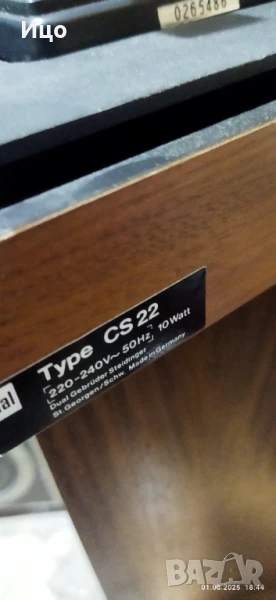 Ицо
0265486
Type CS 22
220-240V~ 50Hz 10 Watt
Dual Gebrüder Steidinger
St. Georgen/Schw. Made in Germany
BAZAR
01.06.2025 18:44